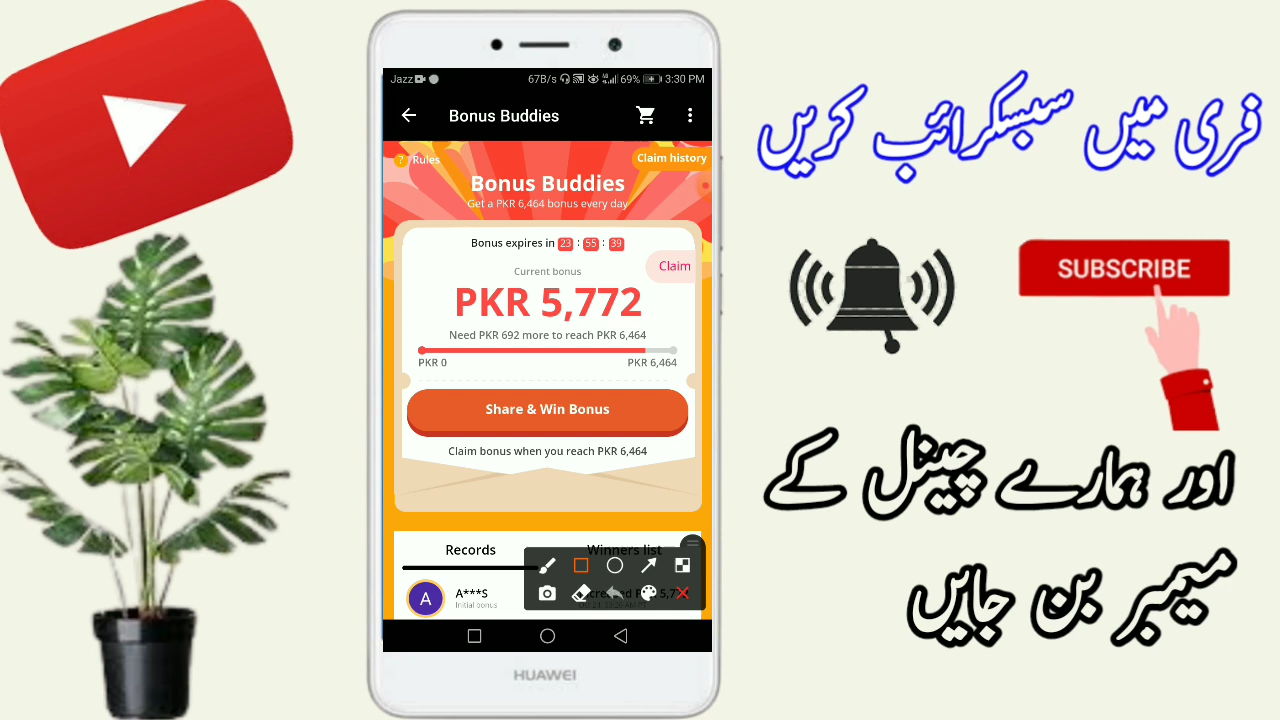 Jazz 67B/s 69% 3:30 PM
Bonus Buddies
? Rules
Claim history
Bonus Buddies
Get a PKR 6,464 bonus every day
Bonus expires in 23 : 55 : 39
Claim
Current bonus
PKR 5,772
Need PKR 692 more to reach PKR 6,464
PKR 0 PKR 6,464
Share & Win Bonus
Claim bonus when you reach PKR 6,464
Records Winners list
A A***S
Initial bonus
HUAWEI
فری میں سبسکرائب کریں
SUBSCRIBE
اور ہمارے چینل کے
میمبر بن جایں